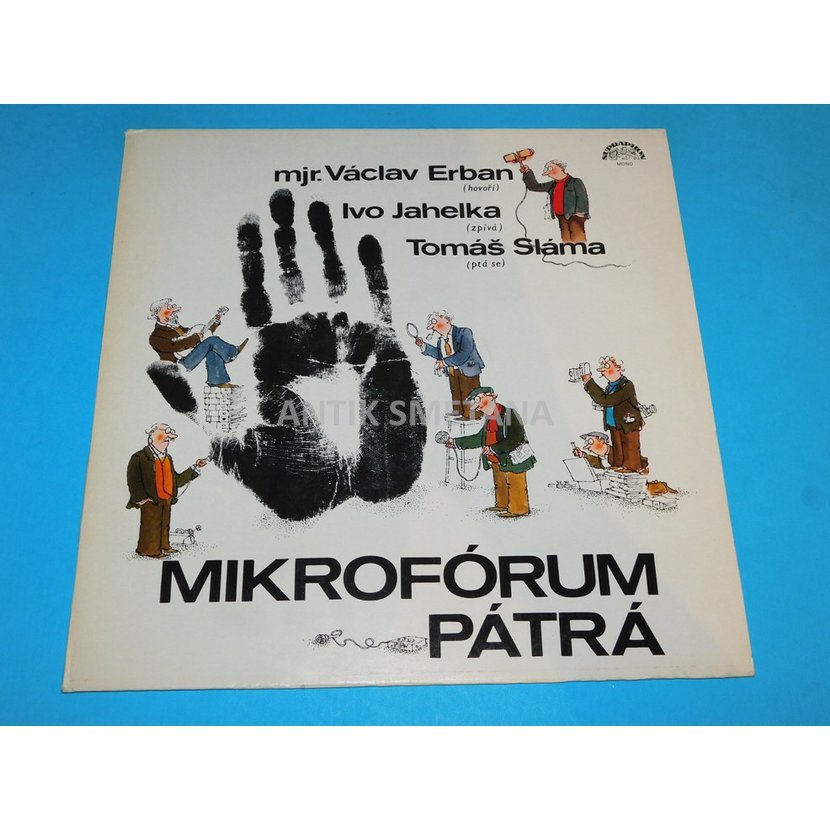 mjr. Václav Erban
(hovoří)
Ivo Jahelka
(zpívá)
Tomáš Sláma
(ptá se)
SUPRAPHON
MONO
ANTIK SMETANA
MIKROFÓRUM
PÁTRÁ